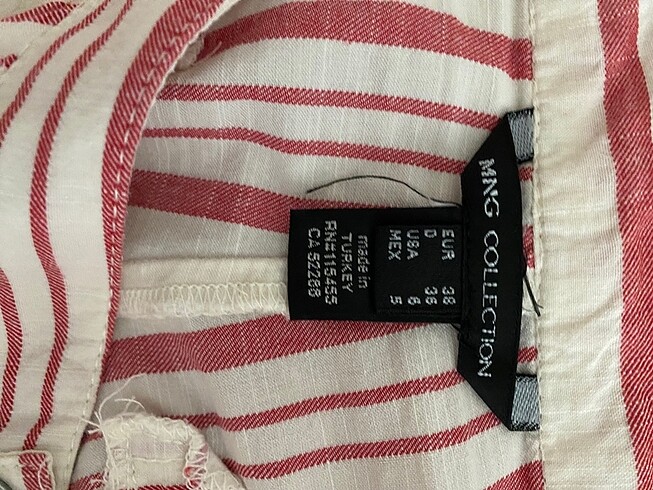 MNG COLLECTION
EUR 38
D 36
USA 6
MEX 5
made in
TURKEY
RN#115455
CA 52288